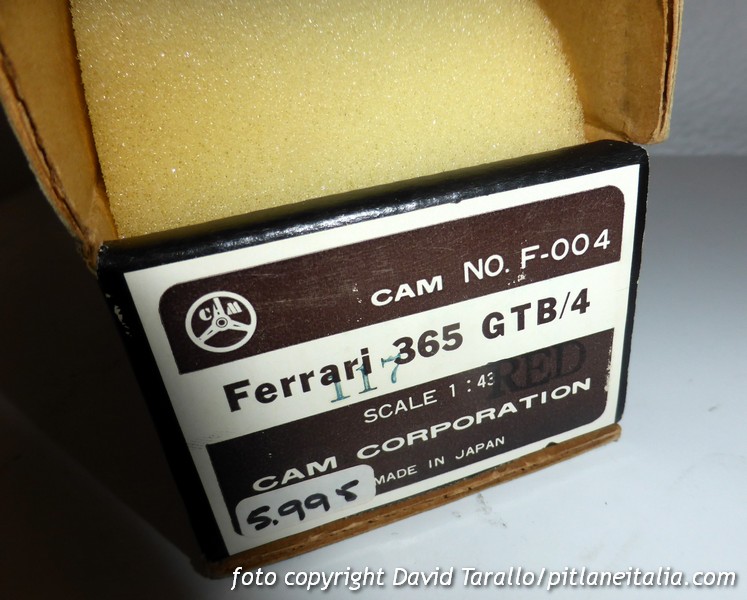 CAM NO. F-004
CAM
Ferrari 365 GTB/4
117
SCALE 1:43 RED
CAM CORPORATION
MADE IN JAPAN
5.995
foto copyright David Tarallo/pitlaneitalia.com